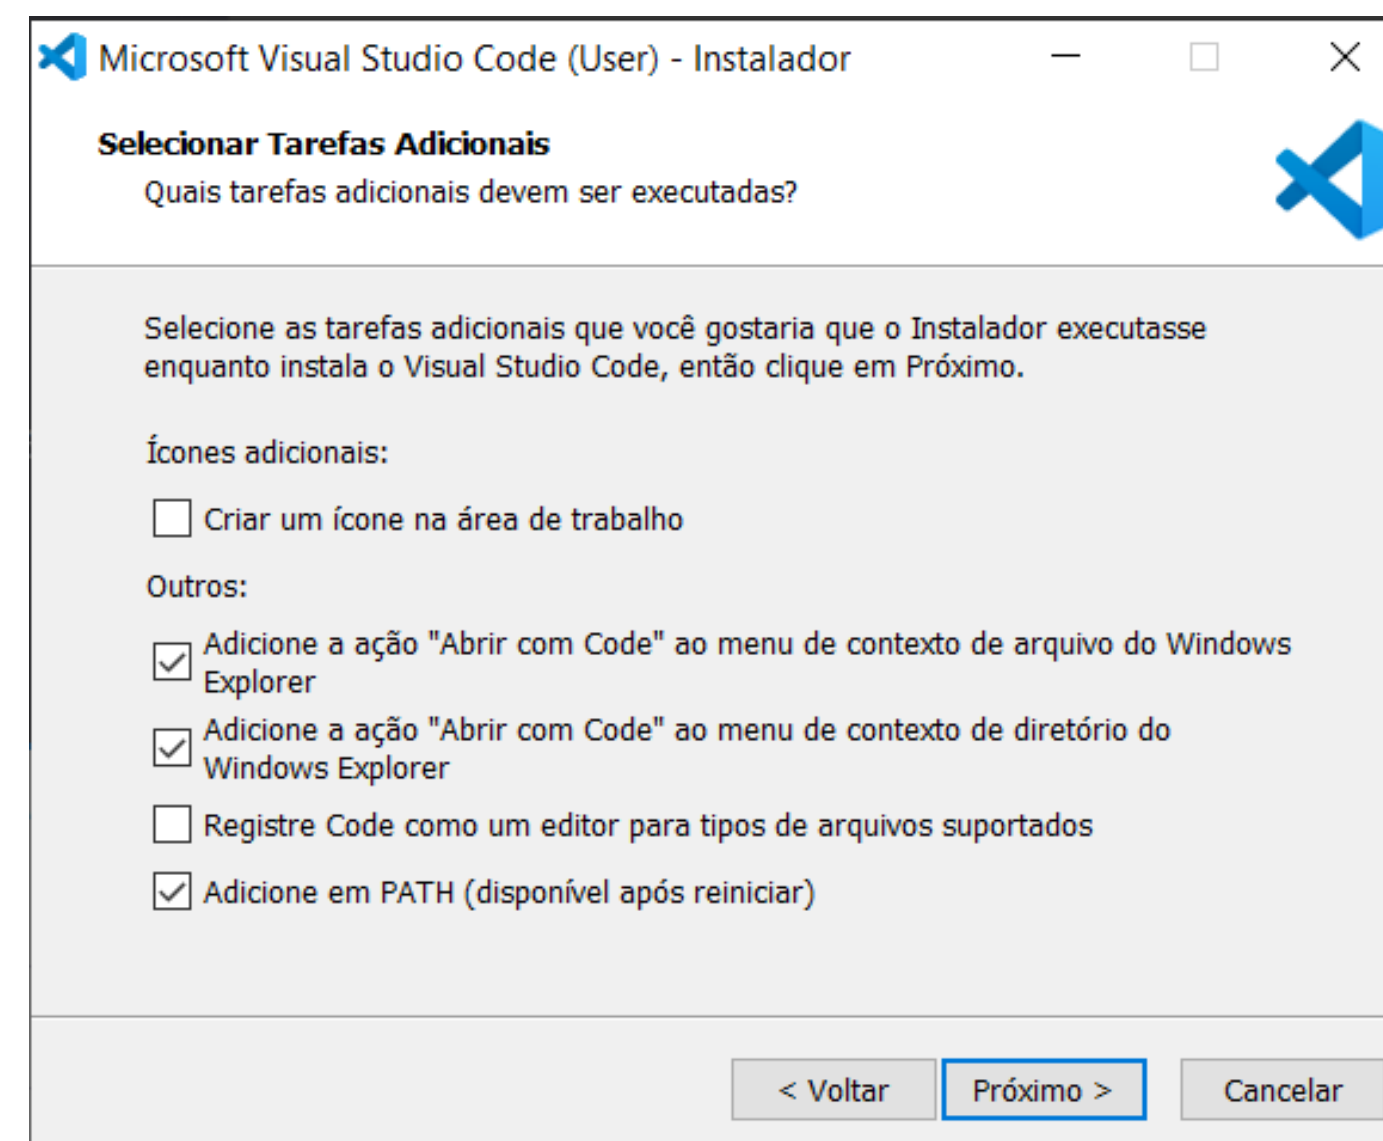 Microsoft Visual Studio Code (User) - Instalador
Selecionar Tarefas Adicionais
Quais tarefas adicionais devem ser executadas?
Selecione as tarefas adicionais que você gostaria que o Instalador executasse
enquanto instala o Visual Studio Code, então clique em Próximo.
Ícones adicionais:
Criar um ícone na área de trabalho
Outros:
Adicione a ação "Abrir com Code" ao menu de contexto de arquivo do Windows
Explorer
Adicione a ação "Abrir com Code" ao menu de contexto de diretório do
Windows Explorer
Registre Code como um editor para tipos de arquivos suportados
Adicione em PATH (disponível após reiniciar)
< Voltar
Próximo >
Cancelar